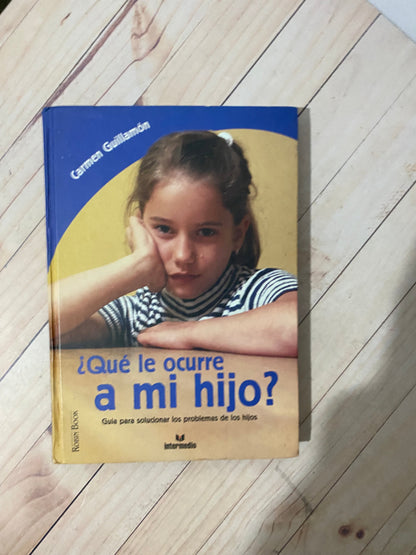 Carmen Guillamón
¿Qué le ocurre
a mi hijo?
Guía para solucionar los problemas de los hijos
ROBIN BOOK
intermedio